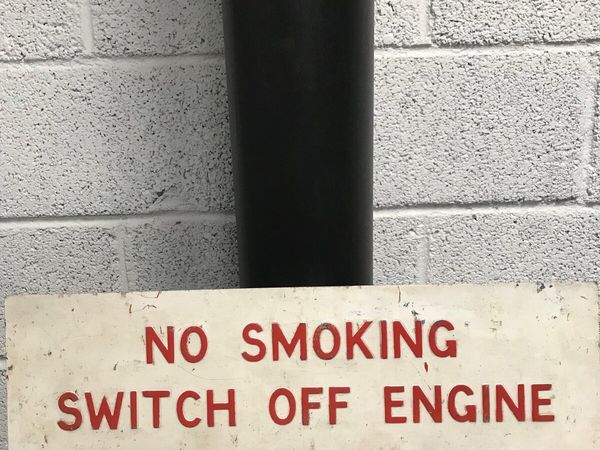 NO SMOKING
SWITCH OFF ENGINE